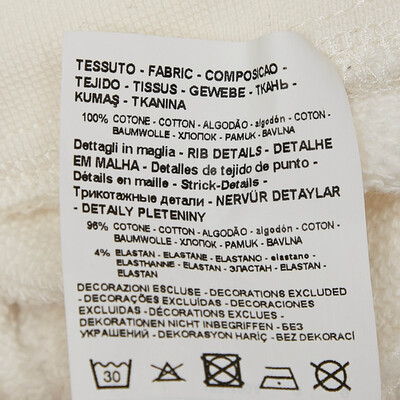 TESSUTO - FABRIC - COMPOSICAO -
TEJIDO - TISSUS - GEWEBE - ТКАНЬ -
KUMAŞ - TKANINA
100% COTONE - COTTON - ALGODÃO - algodón - COTON -
BAUMWOLLE - ХЛОПОК - PAMUK - BAVLNA
Dettagli in maglia - RIB DETAILS - DETALHE
EM MALHA - Detalles de tejido de punto -
Détails en maille - Strick-Details -
Трикотажные детали - NERVÜR DETAYLAR
- DETAILY PLETENINY
96% COTONE - COTTON - ALGODÃO - algodón - COTON -
BAUMWOLLE - ХЛОПОК - PAMUK - BAVLNA
4% ELASTAN - ELASTANE - ELASTANO - elastano -
ELASTHANNE - ELASTAN - ЭЛАСТАН - ELASTAN -
ELASTAN
DECORAZIONI ESCLUSE - DECORATIONS EXCLUDED
- DECORAÇÕES EXCLUÍDAS - DECORACIONES
EXCLUIDAS - DÉCORATIONS EXCLUES -
DEKORATIONEN NICHT INBEGRIFFEN - БЕЗ
УКРАШЕНИЙ - DEKORASYON HARİÇ - BEZ DEKORACÍ
30